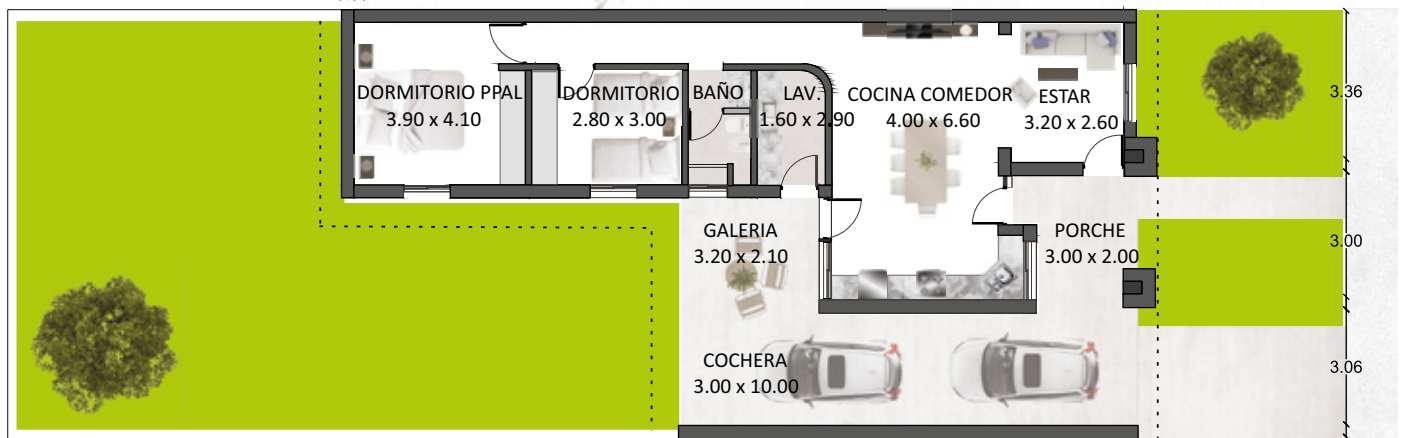 DORMITORIO PPAL
3.90 x 4.10
DORMITORIO
2.80 x 3.00
BAÑO
LAV.
1.60 x 2.90
COCINA COMEDOR
4.00 x 6.60
ESTAR
3.20 x 2.60
GALERIA
3.20 x 2.10
PORCHE
3.00 x 2.00
COCHERA
3.00 x 10.00
3.36
3.00
3.06